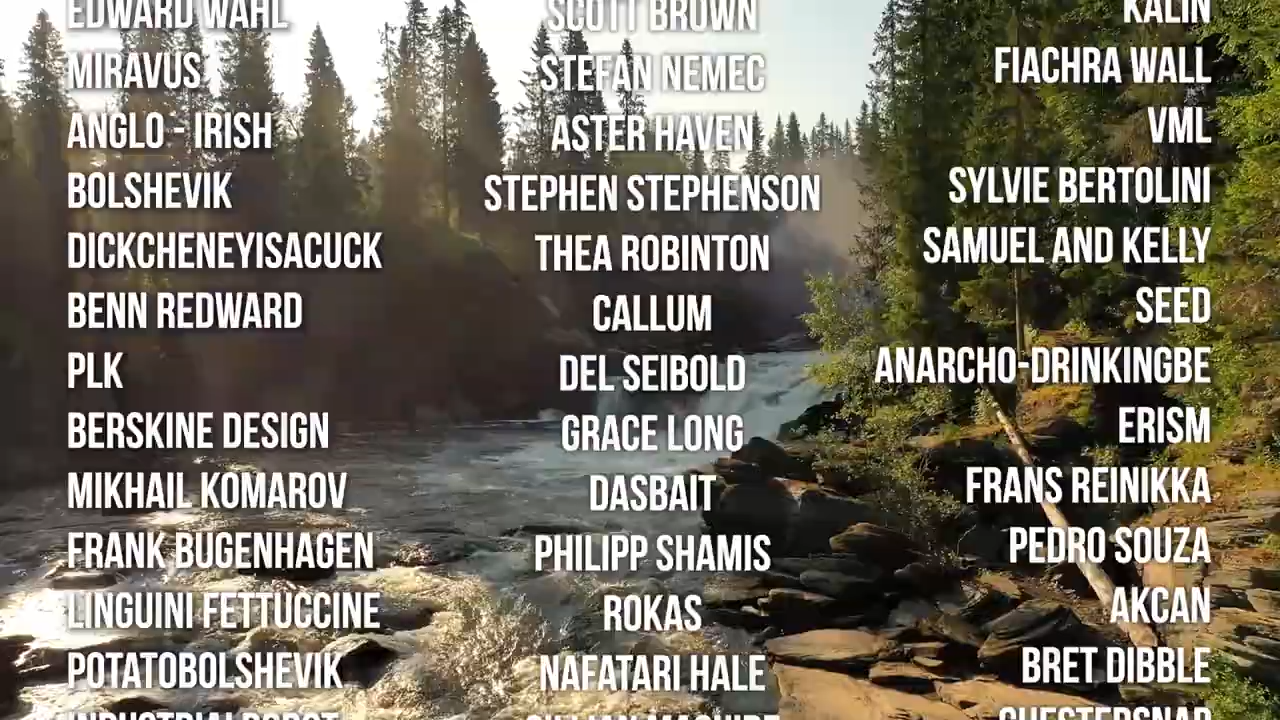 EDWARD WAHL
MIRAVUS
ANGLO - IRISH
BOLSHEVIK
DICKCHENEYISACUCK
BENN REDWARD
PLK
BERSKINE DESIGN
MIKHAIL KOMAROV
FRANK BUGENHAGEN
LINGUINI FETTUCCINE
POTATOBOLSHEVIK
SCOTT BROWN
STEFAN NEMEC
ASTER HAVEN
STEPHEN STEPHENSON
THEA ROBINTON
CALLUM
DEL SEIBOLD
GRACE LONG
DASBAIT
PHILIPP SHAMIS
ROKAS
NAFATARI HALE
KALIN
FIACHRA WALL
VML
SYLVIE BERTOLINI
SAMUEL AND KELLY
SEED
ANARCHO-DRINKINGBE
ERISM
FRANS REINIKKA
PEDRO SOUZA
AKCAN
BRET DIBBLE